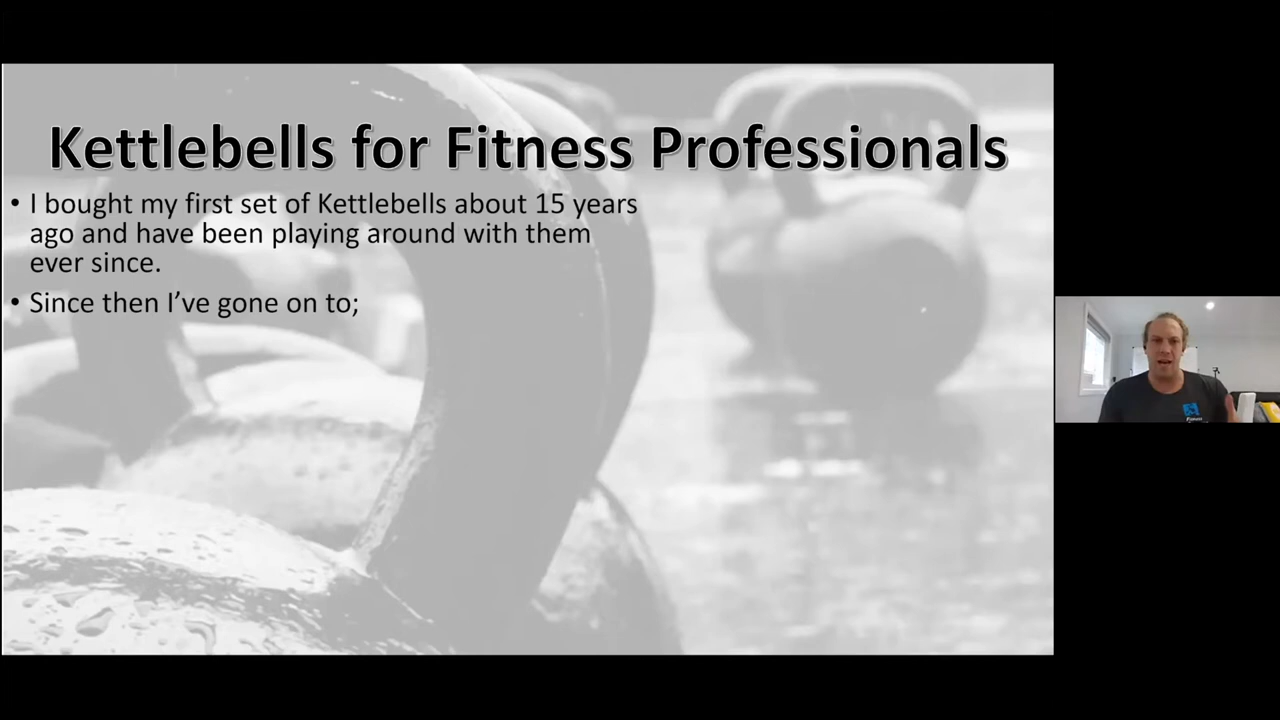 Kettlebells for Fitness Professionals
• I bought my first set of Kettlebells about 15 years
ago and have been playing around with them
ever since.
• Since then I’ve gone on to;